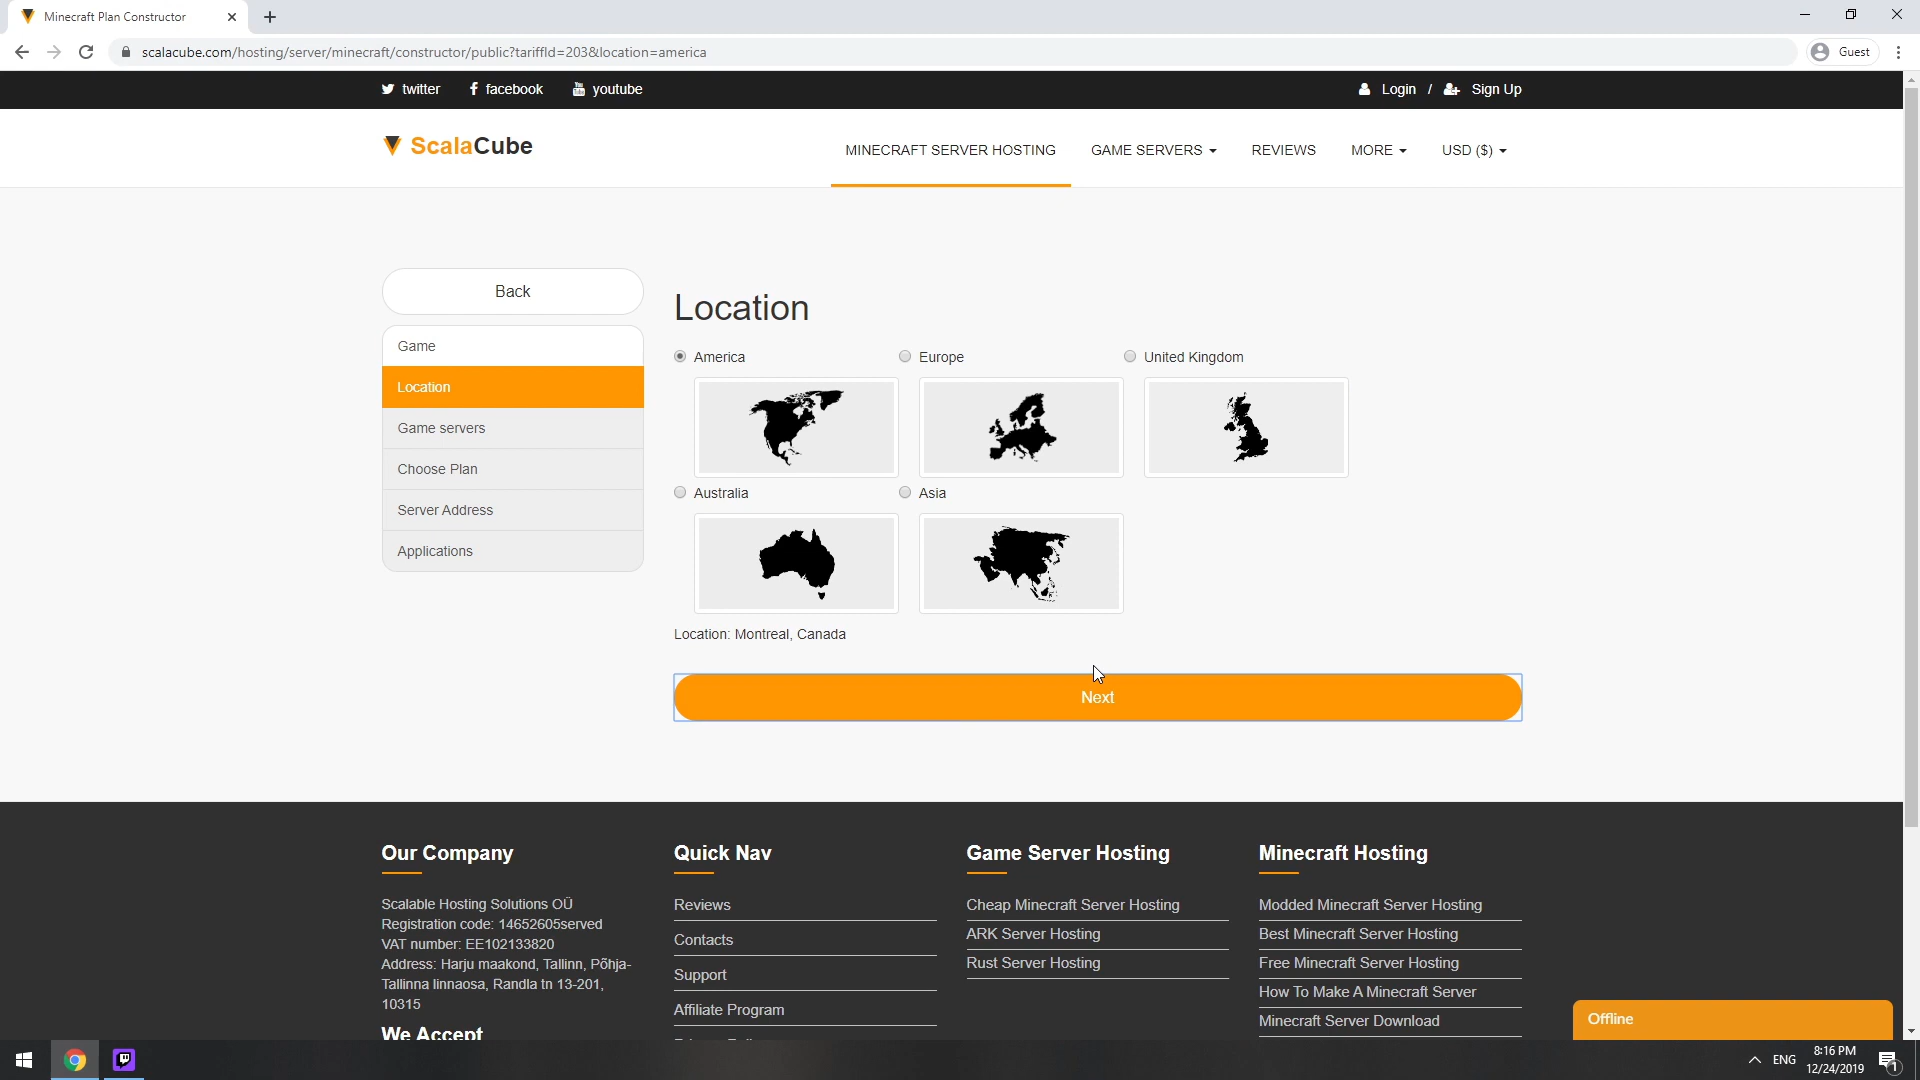 Minecraft Plan Constructor
scalacube.com/hosting/server/minecraft/constructor/public?tariffId=203&location=america
Guest
twitter facebook youtube
Login / Sign Up
ScalaCube
MINECRAFT SERVER HOSTING GAME SERVERS REVIEWS MORE USD ($)
Back
Game
Location
Game servers
Choose Plan
Server Address
Applications
Location
America Europe United Kingdom
Australia Asia
Location: Montreal, Canada
Next
Our Company
Scalable Hosting Solutions OÜ
Registration code: 14652605served
VAT number: EE102133820
Address: Harju maakond, Tallinn, Põhja-
Tallinna linnaosa, Randla tn 13-201,
10315
We Accept
Quick Nav
Reviews
Contacts
Support
Affiliate Program
Game Server Hosting
Cheap Minecraft Server Hosting
ARK Server Hosting
Rust Server Hosting
Minecraft Hosting
Modded Minecraft Server Hosting
Best Minecraft Server Hosting
Free Minecraft Server Hosting
How To Make A Minecraft Server
Minecraft Server Download
Offline
ENG
8:16 PM
12/24/2019
1